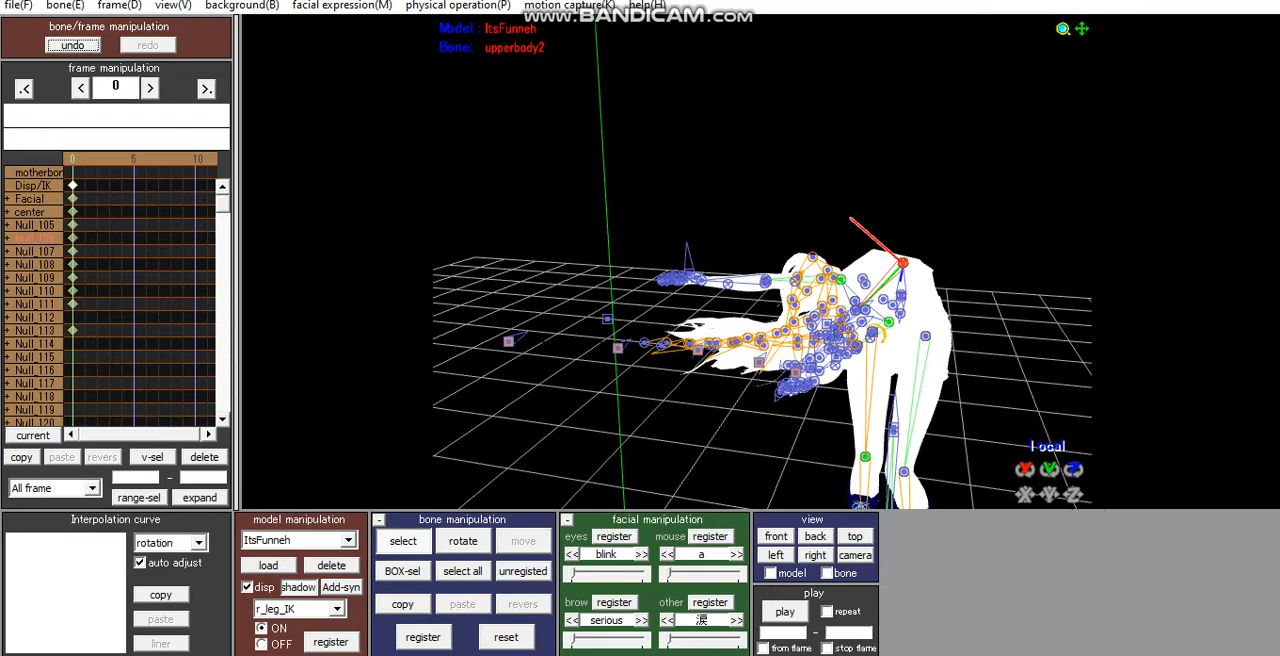 file(F) bone(E) frame(D) view(V) background(B) facial expression(M) physical operation(P) motion capture(K) help(H)
www.BANDICAM.com
bone/frame manipulation
undo redo
frame manipulation
.< < 0 > >.
0 5 10
motherbor
Disp/IK
+ Facial
+ center
+ Null_105
+ Null_106
+ Null_107
+ Null_108
+ Null_109
+ Null_110
+ Null_111
+ Null_112
+ Null_113
+ Null_114
+ Null_115
+ Null_116
+ Null_117
+ Null_118
+ Null_119
+ Null_120
current
copy paste revers v-sel delete
-
All frame range-sel expand
Model : ItsFunneh
Bone: upperbody2
Local
X Y Z
X Y Z
Interpolation curve
rotation
auto adjust
copy
paste
liner
model manipulation
ItsFunneh
load delete
disp shadow Add-syn
r_leg_IK
ON
OFF register
- bone manipulation
select rotate move
BOX-sel select all unregisted
copy paste revers
register reset
- facial manipulation
eyes register mouse register
<< blink >> << a >>
brow register other register
<< serious >> << 涙 >>
view
front back top
left right camera
model bone
play
play repeat
-
from flame stop flame